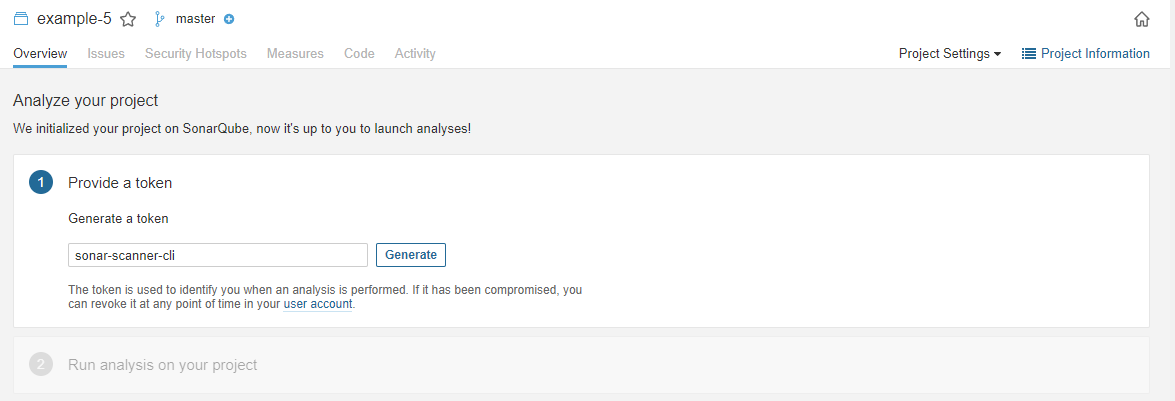 example-5 master
Overview Issues Security Hotspots Measures Code Activity Project Settings Project Information
Analyze your project
We initialized your project on SonarQube, now it's up to you to launch analyses!
1 Provide a token
Generate a token
sonar-scanner-cli Generate
The token is used to identify you when an analysis is performed. If it has been compromised, you
can revoke it at any point of time in your user account.
2 Run analysis on your project